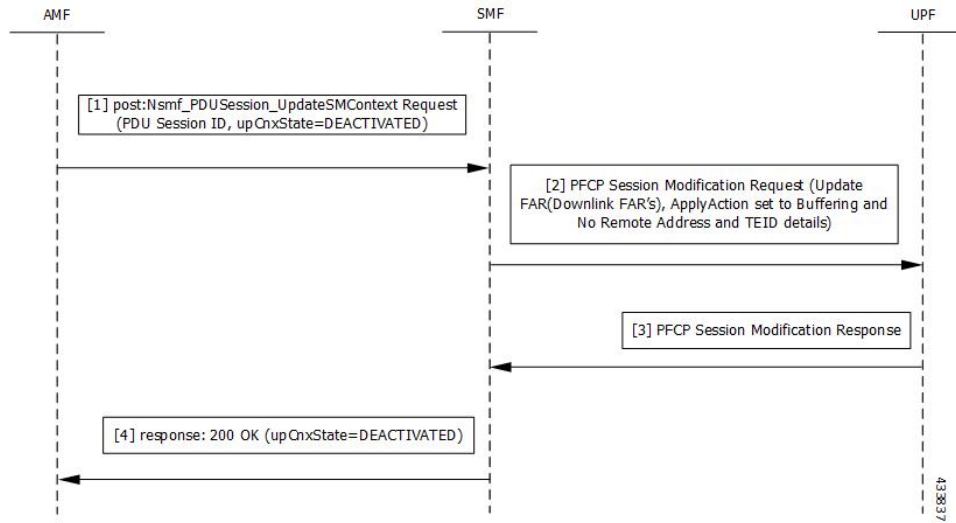 AMF
SMF
UPF
[1] post:Nsmf_PDUSession_UpdateSMContext Request
(PDU Session ID, upCnxState=DEACTIVATED)
[2] PFCP Session Modification Request (Update
FAR(Downlink FAR's), ApplyAction set to Buffering and
No Remote Address and TEID details)
[3] PFCP Session Modification Response
[4] response: 200 OK (upCnxState=DEACTIVATED)
433837